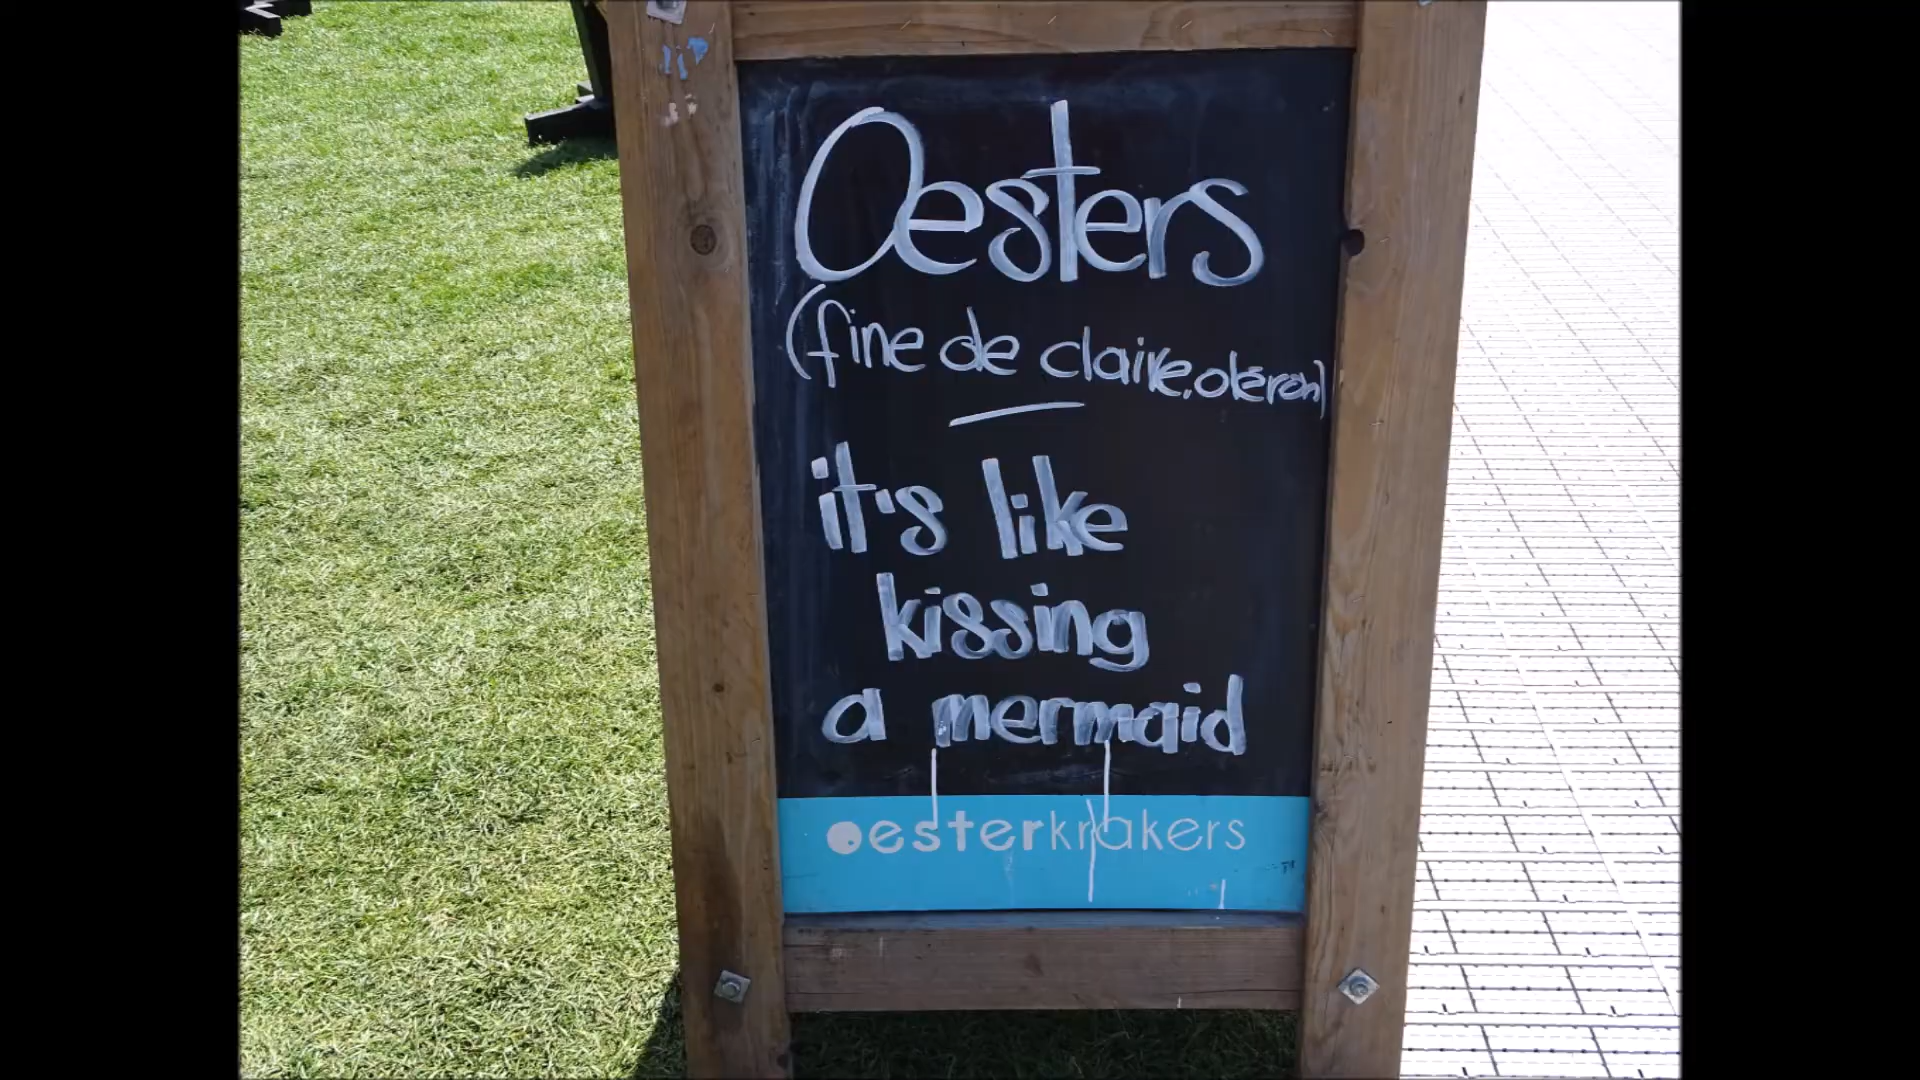 Oesters
(fine de claire, oléron)
it's like
kissing
a mermaid
oesterkrakers